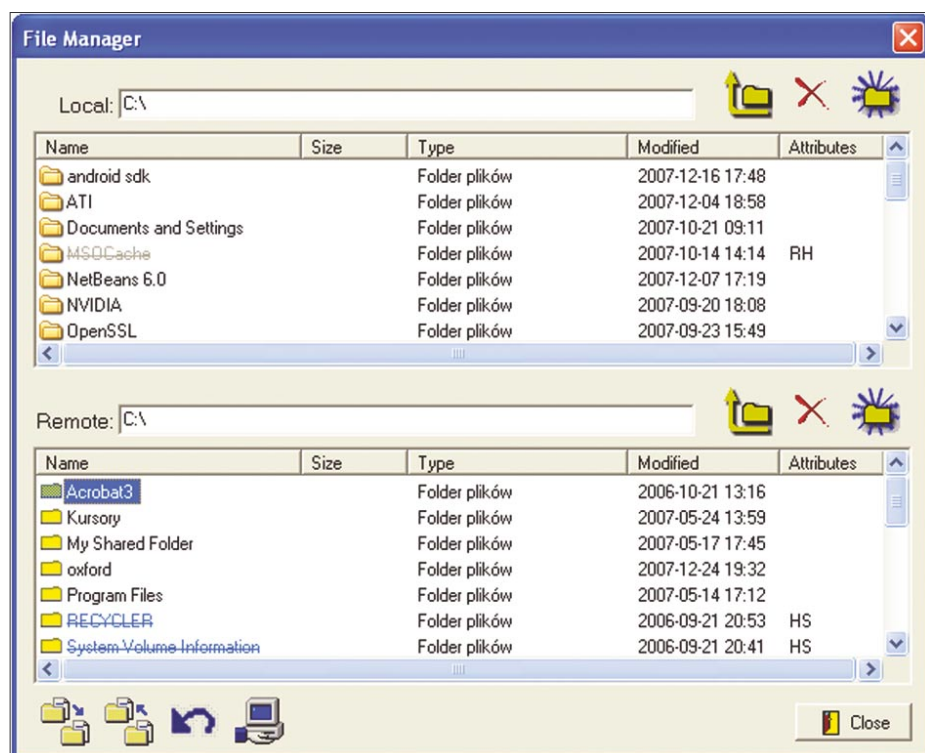 File Manager
Local: C:\
Name Size Type Modified Attributes
android sdk Folder plików 2007-12-16 17:48
ATI Folder plików 2007-12-04 18:58
Documents and Settings Folder plików 2007-10-21 09:11
MSOCache Folder plików 2007-10-14 14:14 RH
NetBeans 6.0 Folder plików 2007-12-07 17:19
NVIDIA Folder plików 2007-09-20 18:08
OpenSSL Folder plików 2007-09-23 15:49
Remote: C:\
Name Size Type Modified Attributes
Acrobat3 Folder plików 2006-10-21 13:16
Kursory Folder plików 2007-05-24 13:59
My Shared Folder Folder plików 2007-05-17 17:45
oxford Folder plików 2007-12-24 19:32
Program Files Folder plików 2007-05-14 17:12
RECYCLER Folder plików 2006-09-21 20:53 HS
System Volume Information Folder plików 2006-09-21 20:41 HS
Close